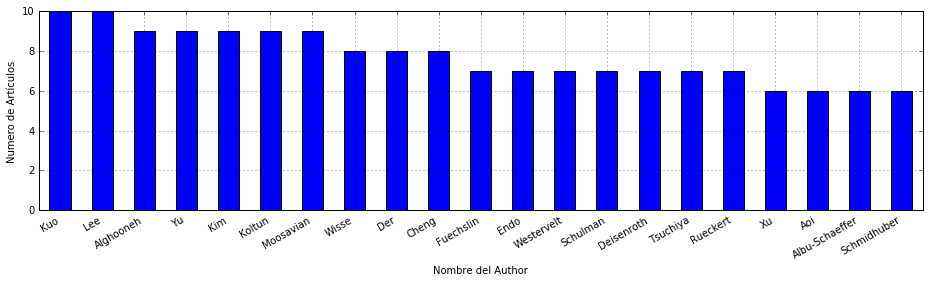 Numero de Artículos
10
8
6
4
2
0
Kuo
Lee
Alghooneh
Yu
Kim
Koltun
Moosavian
Wisse
Der
Cheng
Fuechslin
Endo
Westervelt
Schulman
Deisenroth
Tsuchiya
Rueckert
Xu
Aoi
Albu-Schaeffer
Schmidhuber
Nombre del Author